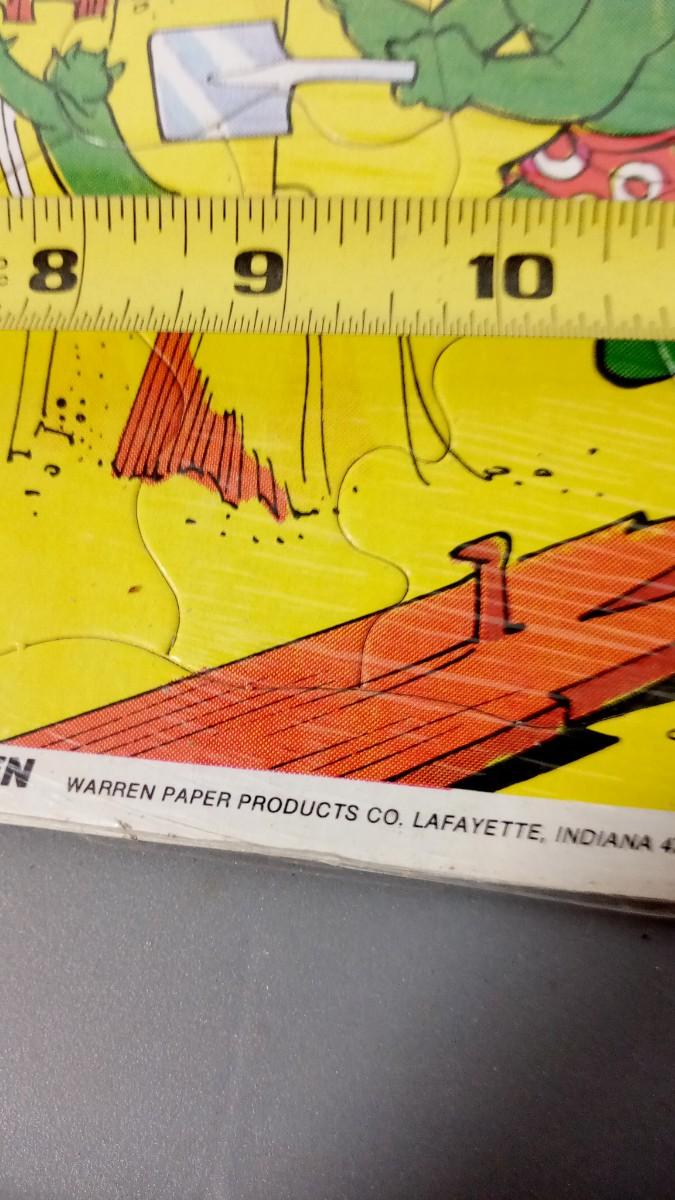 8 9 10
WARREN PAPER PRODUCTS CO. LAFAYETTE, INDIANA